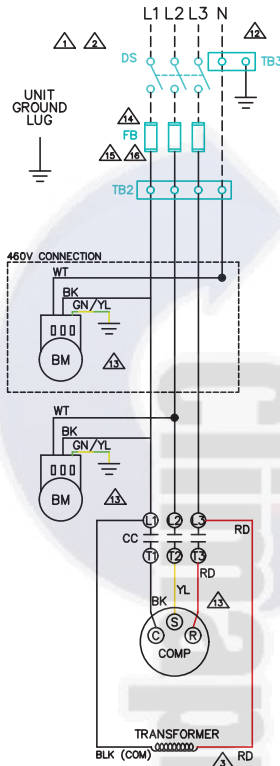 L1 L2 L3 N
1 2 12
DS TB3
UNIT
GROUND
LUG
14
FB
15 16
TB2
460V CONNECTION
WT
BK
GN/YL
BM 13
WT
BK
GN/YL
BM 13
L1 L2 L3 RD
CC
T1 T2 T3
RD
YL
BK 13
S
C R
COMP
TRANSFORMER
BLK (COM) 3 RD